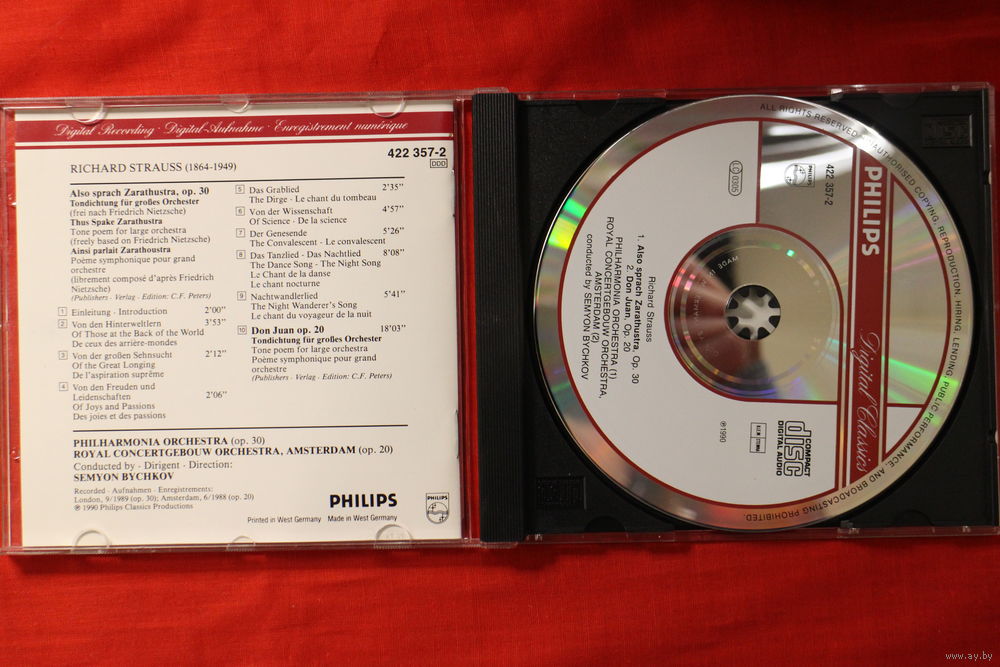 Digital Recording · Digital-Aufnahme · Enregistrement numérique
422 357-2
DDD
RICHARD STRAUSS (1864-1949)
Also sprach Zarathustra, op. 30
Tondichtung für großes Orchester
(frei nach Friedrich Nietzsche)
Thus Spake Zarathustra
Tone poem for large orchestra
(freely based on Friedrich Nietzsche)
Ainsi parlait Zarathustra
Poème symphonique pour grand
orchestre
(librement composé d'après Friedrich
Nietzsche)
(Publishers · Verlag · Edition: C.F. Peters)
1 Einleitung · Introduction 2'00"
2 Von den Hinterweltlern 3'53"
Of Those at the Back of the World
De ceux des arrière-mondes
3 Von der großen Sehnsucht 2'12"
Of the Great Longing
De l'aspiration suprême
4 Von den Freuden und
Leidenschaften 2'06"
Of Joys and Passions
Des joies et des passions
5 Das Grablied 2'35"
The Dirge · Le chant du tombeau
6 Von der Wissenschaft 4'57"
Of Science · De la science
7 Der Genesende 5'26"
The Convalescent · Le convalescent
8 Das Tanzlied · Das Nachtlied 8'08"
The Dance Song · The Night Song
Le Chant de la danse
Le chant nocturne
9 Nachtwandlerlied 5'41"
The Night Wanderer's Song
Le chant du voyageur de la nuit
10 Don Juan op. 20 18'03"
Tondichtung für großes Orchester
Tone poem for large orchestra
Poème symphonique pour grand
orchestre
(Publishers · Verlag · Edition: C.F. Peters)
PHILHARMONIA ORCHESTRA (op. 30)
ROYAL CONCERTGEBOUW ORCHESTRA, AMSTERDAM (op. 20)
Conducted by · Dirigent · Direction:
SEMYON BYCHKOV
Recorded · Aufnahmen · Enregistrements:
London, 9/1989 (op. 30); Amsterdam, 6/1988 (op. 20)
℗ 1990 Philips Classics Productions
PHILIPS
PHILIPS
Printed in West Germany Made in West Germany
ALL RIGHTS RESERVED · UNAUTHORISED COPYING, REPRODUCTION, HIRING, LENDING, PUBLIC PERFORMANCE, AND BROADCASTING PROHIBITED.
PHILIPS
Digital Classics
422 357-2
PHILIPS
LC 0305
Richard Strauss
1. Also sprach Zarathustra, Op. 30
2. Don Juan, Op. 20
PHILHARMONIA ORCHESTRA (1)
ROYAL CONCERTGEBOUW ORCHESTRA,
AMSTERDAM (2)
conducted by SEMYON BYCHKOV
℗1990
COMPACT
disc
DIGITAL AUDIO
www.ay.by